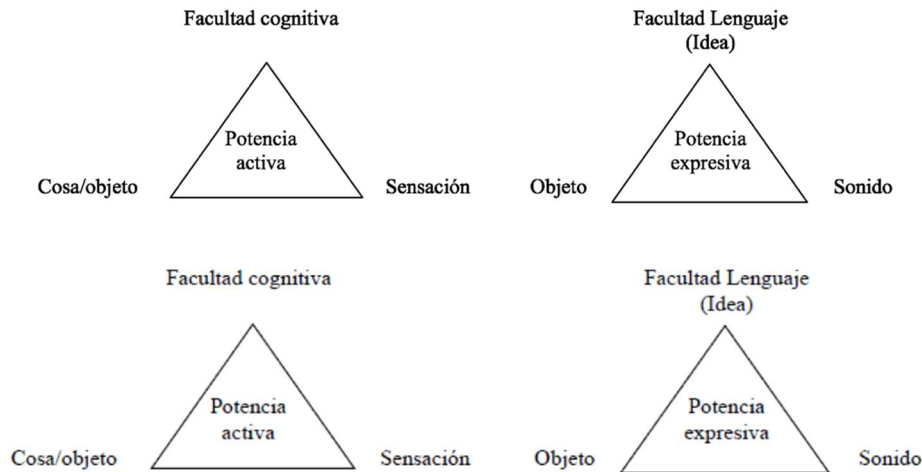 Facultad cognitiva
Potencia
activa
Cosa/objeto
Sensación
Facultad Lenguaje
(Idea)
Potencia
expresiva
Objeto
Sonido
Facultad cognitiva
Potencia
activa
Cosa/objeto
Sensación
Facultad Lenguaje
(Idea)
Potencia
expresiva
Objeto
Sonido